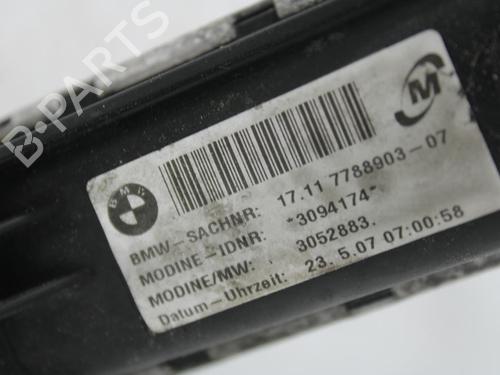 B-PARTS
M
BMW
BMW-SACHNR: 17.11 7788903-07
MODINE-IDNR: *3094174*
MODINE/MW: 3052883.
Datum-Uhrzeit: 23. 5.07 07:00:58